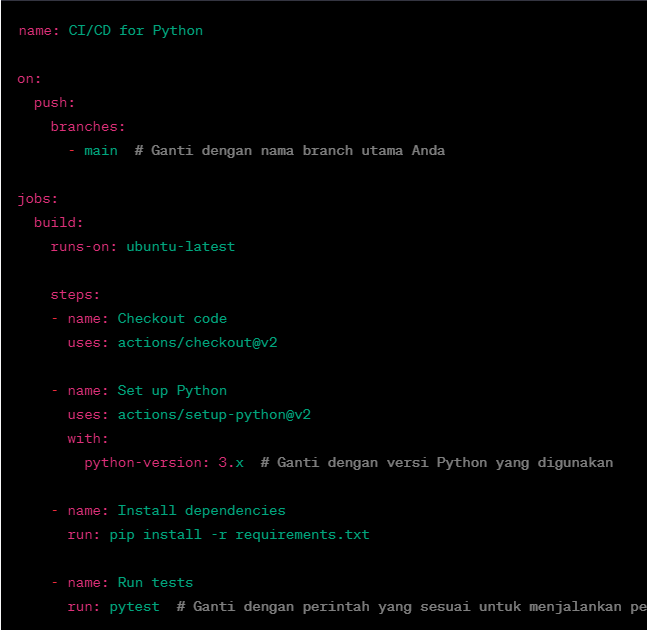 name: CI/CD for Python
on:
push:
branches:
- main # Ganti dengan nama branch utama Anda
jobs:
build:
runs-on: ubuntu-latest
steps:
- name: Checkout code
uses: actions/checkout@v2
- name: Set up Python
uses: actions/setup-python@v2
with:
python-version: 3.x # Ganti dengan versi Python yang digunakan
- name: Install dependencies
run: pip install -r requirements.txt
- name: Run tests
run: pytest # Ganti dengan perintah yang sesuai untuk menjalankan pe